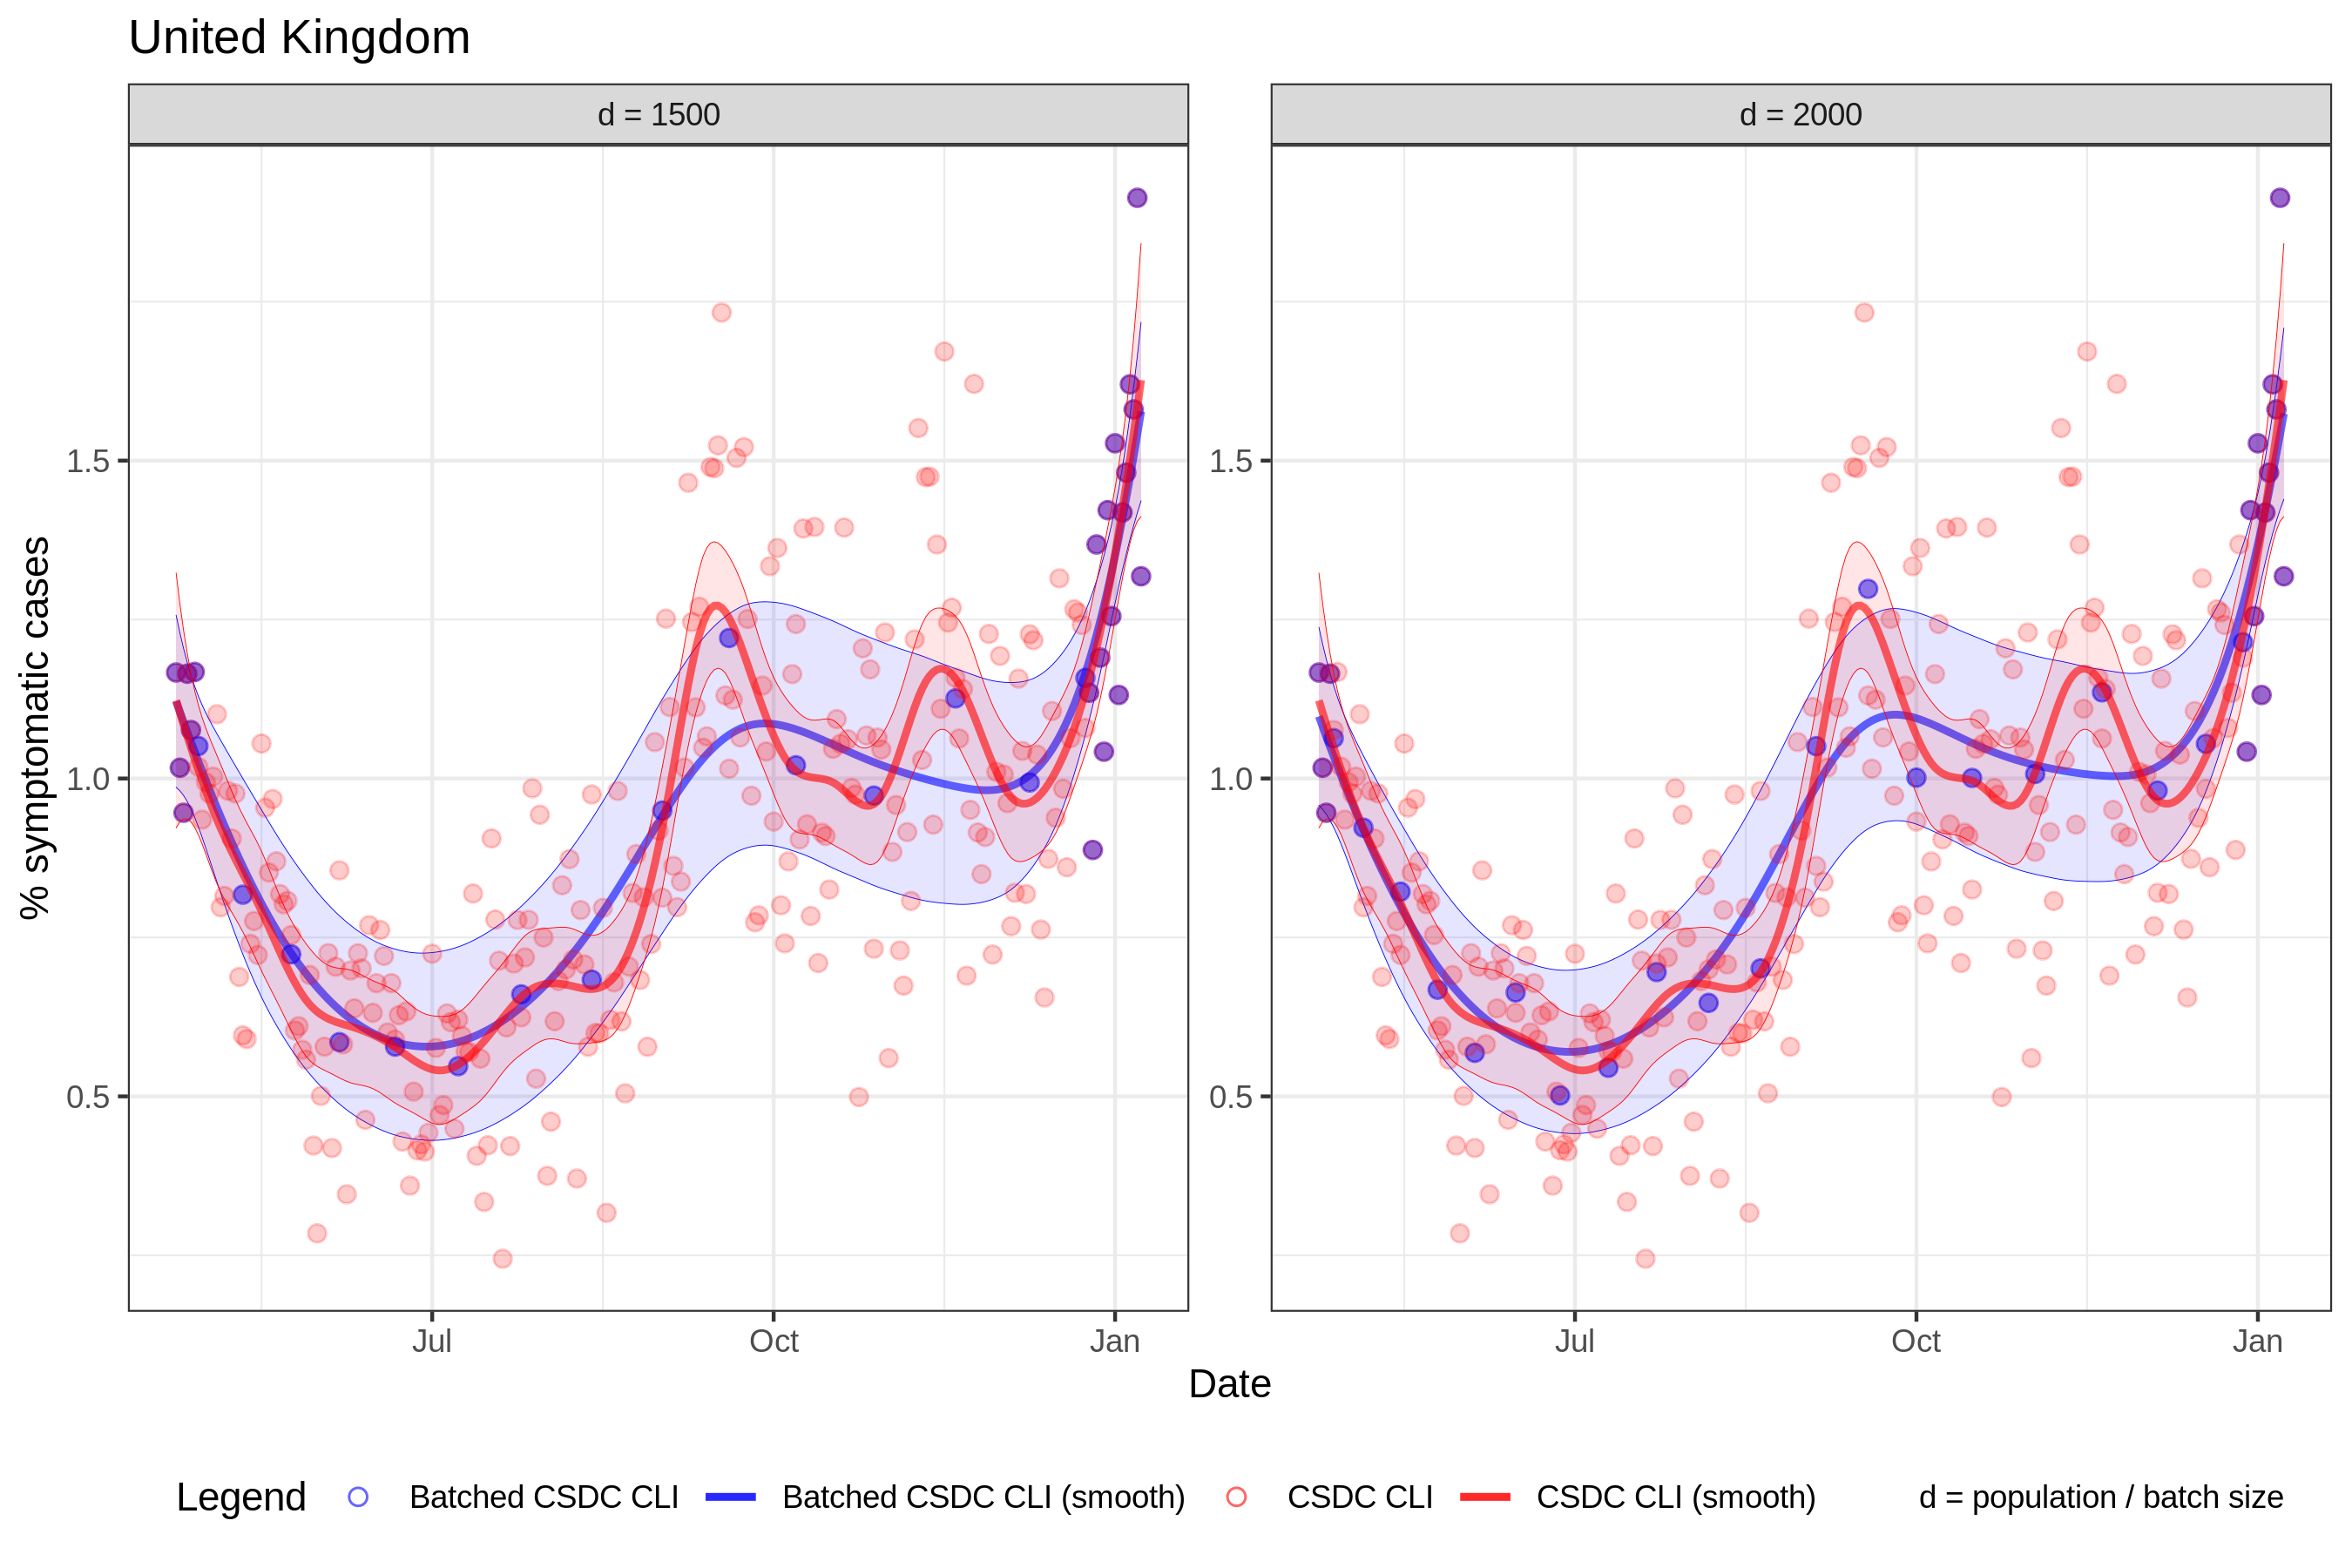 United Kingdom
d = 1500
d = 2000
% symptomatic cases
1.5
1.0
0.5
1.5
1.0
0.5
Jul Oct Jan
Jul Oct Jan
Date
Legend Batched CSDC CLI Batched CSDC CLI (smooth) CSDC CLI CSDC CLI (smooth) d = population / batch size